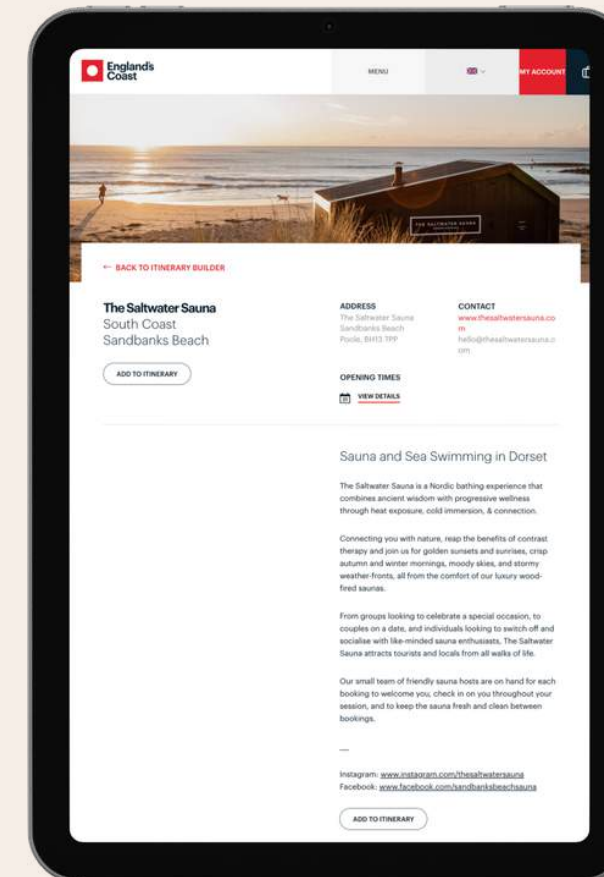 England's
Coast
MENU
MY ACCOUNT
THE SALTWATER SAUNA
← BACK TO ITINERARY BUILDER
The Saltwater Sauna
South Coast
Sandbanks Beach
ADD TO ITINERARY
ADDRESS
The Saltwater Sauna
Sandbanks Beach
Poole, BH13 7PP
CONTACT
www.thesaltwatersauna.co
m
hello@thesaltwatersauna.c
om
OPENING TIMES
VIEW DETAILS
Sauna and Sea Swimming in Dorset
The Saltwater Sauna is a Nordic bathing experience that
combines ancient wisdom with progressive wellness
through heat exposure, cold immersion, & connection.
Connecting you with nature, reap the benefits of contrast
therapy and join us for golden sunsets and sunrises, crisp
autumn and winter mornings, moody skies, and stormy
weather-fronts, all from the comfort of our luxury wood-
fired saunas.
From groups looking to celebrate a special occasion, to
couples on a date, and individuals looking to switch off and
socialise with like-minded sauna enthusiasts, The Saltwater
Sauna attracts tourists and locals from all walks of life.
Our small team of friendly sauna hosts are on hand for each
booking to welcome you, check in on you throughout your
session, and to keep the sauna fresh and clean between
bookings.
—
Instagram: www.instagram.com/thesaltwatersauna
Facebook: www.facebook.com/sandbanksbeachsauna
ADD TO ITINERARY